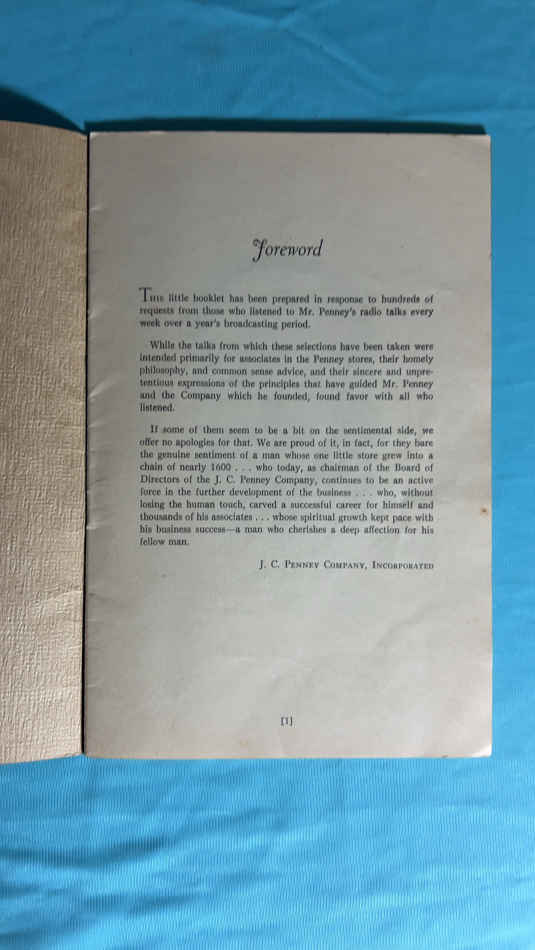 Foreword
THIS little booklet has been prepared in response to hundreds of
requests from those who listened to Mr. Penney's radio talks every
week over a year's broadcasting period.
While the talks from which these selections have been taken were
intended primarily for associates in the Penney stores, their homely
philosophy, and common sense advice, and their sincere and unpre-
tentious expressions of the principles that have guided Mr. Penney
and the Company which he founded, found favor with all who
listened.
If some of them seem to be a bit on the sentimental side, we
offer no apologies for that. We are proud of it, in fact, for they bare
the genuine sentiment of a man whose one little store grew into a
chain of nearly 1600 . . . who today, as chairman of the Board of
Directors of the J. C. Penney Company, continues to be an active
force in the further development of the business . . . who, without
losing the human touch, carved a successful career for himself and
thousands of his associates . . . whose spiritual growth kept pace with
his business success—a man who cherishes a deep affection for his
fellow man.
J. C. PENNEY COMPANY, INCORPORATED
[1]